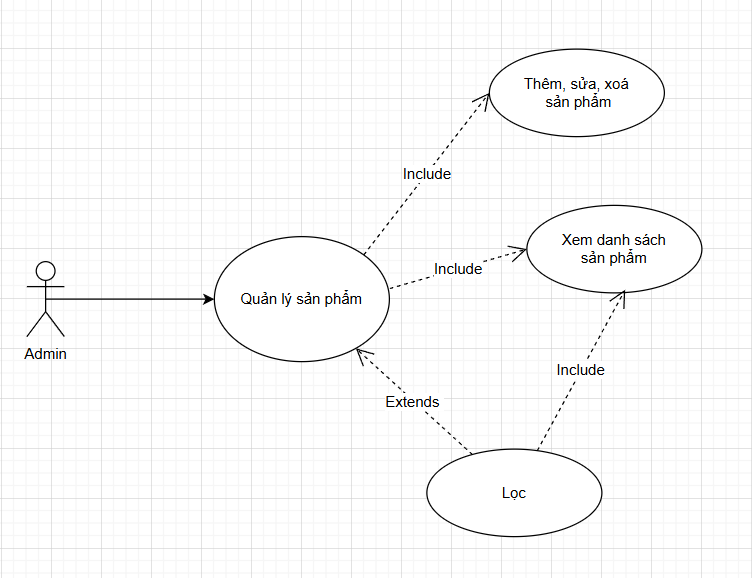 Thêm, sửa, xoá
sản phẩm
Include
Xem danh sách
sản phẩm
Include
Quản lý sản phẩm
Admin
Include
Extends
Lọc